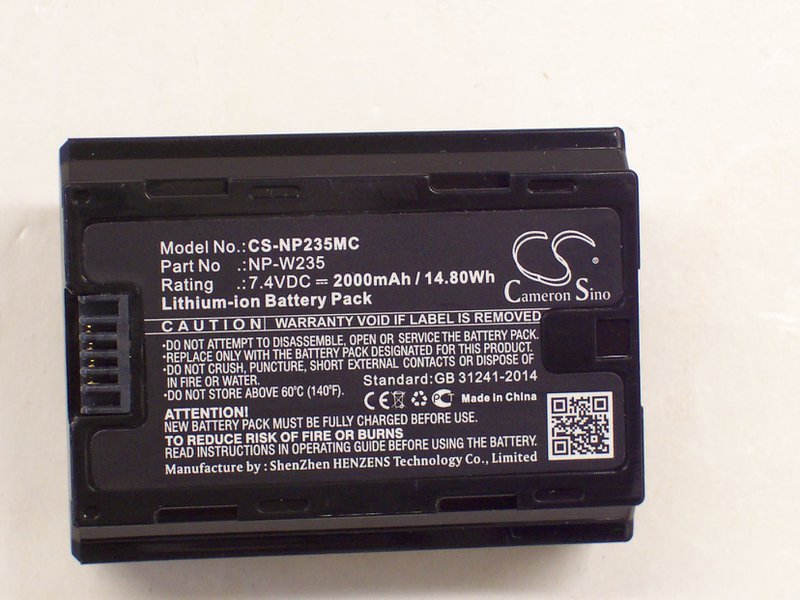 Model No.:CS-NP235MC
Part No :NP-W235
Rating .:7.4VDC ⎓ 2000mAh / 14.80Wh
Lithium-ion Battery Pack
CS
Cameron Sino
CAUTION WARRANTY VOID IF LABEL IS REMOVED
•DO NOT ATTEMPT TO DISASSEMBLE, OPEN OR SERVICE THE BATTERY PACK.
•REPLACE ONLY WITH THE BATTERY PACK DESIGNATED FOR THIS PRODUCT.
•DO NOT CRUSH, PUNCTURE, SHORT EXTERNAL CONTACTS OR DISPOSE OF
IN FIRE OR WATER.
Standard:GB 31241-2014
•DO NOT STORE ABOVE 60°C (140°F).
CE Made in China
ATTENTION!
NEW BATTERY PACK MUST BE FULLY CHARGED BEFORE USE.
TO REDUCE RISK OF FIRE OR BURNS
READ INSTRUCTIONS IN OPERATING GUIDE BEFORE USING THE BATTERY.
Manufacture by : ShenZhen HENZENS Technology Co., Limited